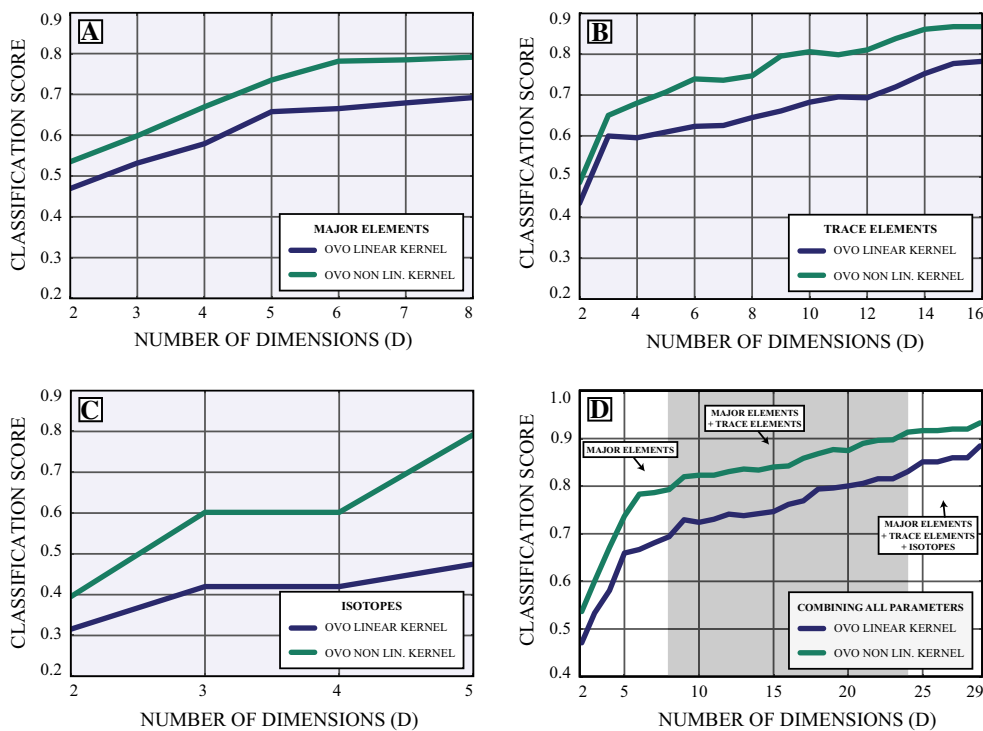 A
CLASSIFICATION SCORE
0.9
0.8
0.7
0.6
0.5
0.4
0.3
0.2
MAJOR ELEMENTS
OVO LINEAR KERNEL
OVO NON LIN. KERNEL
2 3 4 5 6 7 8
NUMBER OF DIMENSIONS (D)
B
CLASSIFICATION SCORE
0.9
0.8
0.7
0.6
0.5
0.4
0.3
0.2
TRACE ELEMENTS
OVO LINEAR KERNEL
OVO NON LIN. KERNEL
2 4 6 8 10 12 14 16
NUMBER OF DIMENSIONS (D)
C
CLASSIFICATION SCORE
0.9
0.8
0.7
0.6
0.5
0.4
0.3
0.2
ISOTOPES
OVO LINEAR KERNEL
OVO NON LIN. KERNEL
2 3 4 5
NUMBER OF DIMENSIONS (D)
D
CLASSIFICATION SCORE
1.0
0.9
0.8
0.7
0.6
0.5
0.4
MAJOR ELEMENTS
MAJOR ELEMENTS
+ TRACE ELEMENTS
MAJOR ELEMENTS
+ TRACE ELEMENTS
+ ISOTOPES
COMBINING ALL PARAMETERS
OVO LINEAR KERNEL
OVO NON LIN. KERNEL
2 5 10 15 20 25 29
NUMBER OF DIMENSIONS (D)